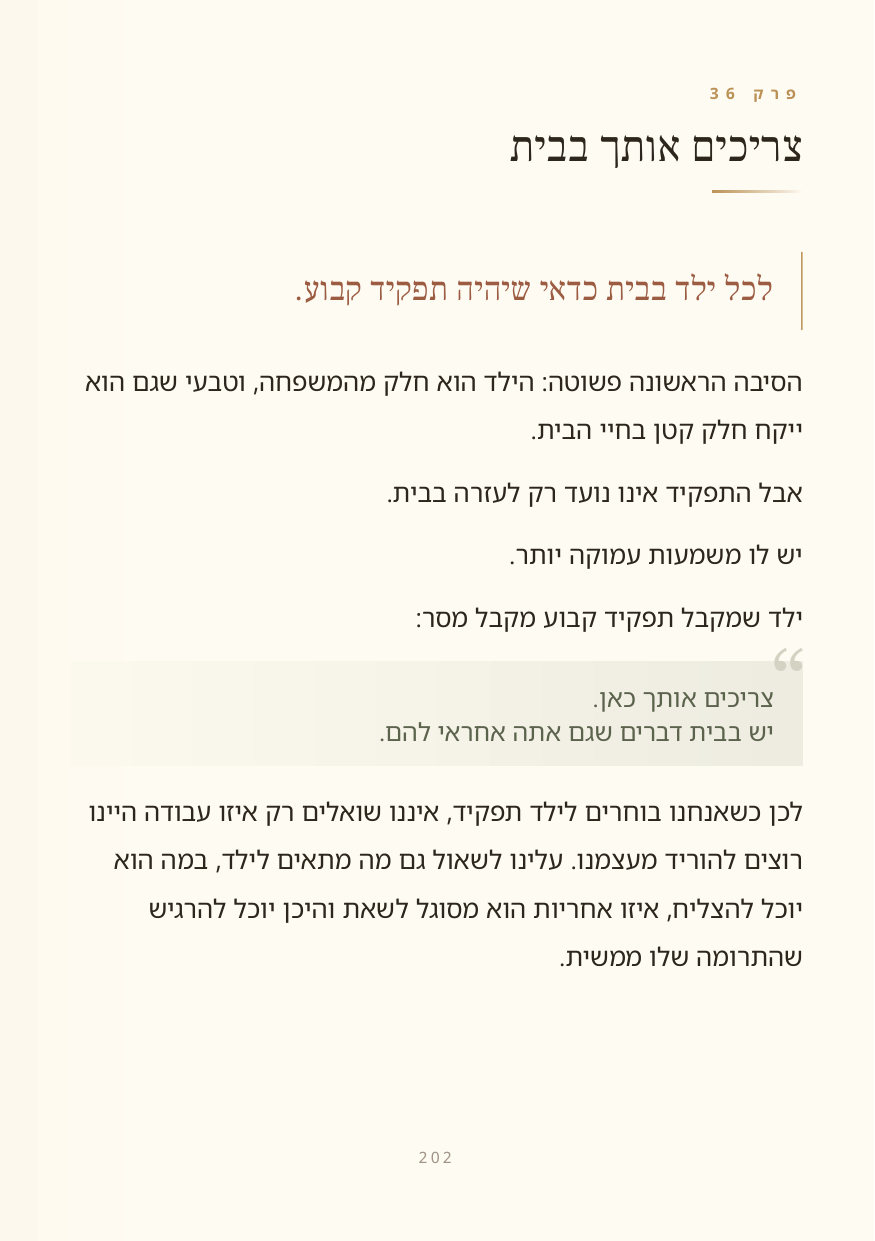 פרק 36
צריכים אותך בבית
לכל ילד בבית כדאי שיהיה תפקיד קבוע.
הסיבה הראשונה פשוטה: הילד הוא חלק מהמשפחה, וטבעי שגם הוא
ייקח חלק קטן בחיי הבית.
אבל התפקיד אינו נועד רק לעזרה בבית.
יש לו משמעות עמוקה יותר.
ילד שמקבל תפקיד קבוע מקבל מסר:
“
צריכים אותך כאן.
יש בבית דברים שגם אתה אחראי להם.
לכן כשאנחנו בוחרים לילד תפקיד, איננו שואלים רק איזו עבודה היינו
רוצים להוריד מעצמנו. עלינו לשאול גם מה מתאים לילד, במה הוא
יוכל להצליח, איזו אחריות הוא מסוגל לשאת והיכן יוכל להרגיש
שהתרומה שלו ממשית.
202